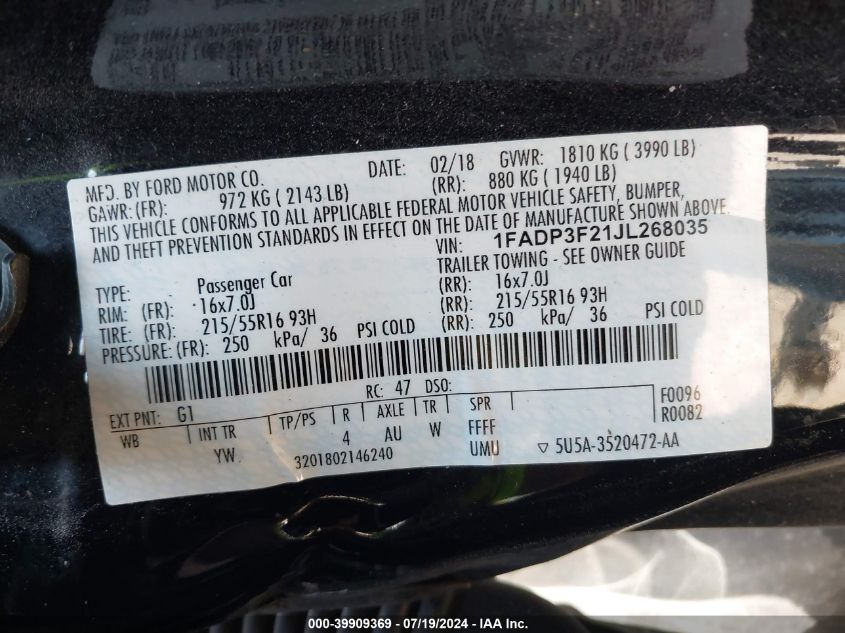 MFD. BY FORD MOTOR CO. DATE: 02/18 GVWR: 1810 KG ( 3990 LB)
GAWR: (FR): 972 KG ( 2143 LB) (RR): 880 KG ( 1940 LB)
THIS VEHICLE CONFORMS TO ALL APPLICABLE FEDERAL MOTOR VEHICLE SAFETY, BUMPER,
AND THEFT PREVENTION STANDARDS IN EFFECT ON THE DATE OF MANUFACTURE SHOWN ABOVE.
VIN: 1FADP3F21JL268035
TYPE: Passenger Car TRAILER TOWING - SEE OWNER GUIDE
RIM: (FR): 16x7.0J (RR): 16x7.0J
TIRE: (FR): 215/55R16 93H (RR): 215/55R16 93H
PRESSURE: (FR): 250 kPa/ 36 PSI COLD (RR): 250 kPa/ 36 PSI COLD
EXT PNT: G1 RC: 47 DSO: F0096
WB INT TR TP/PS R AXLE TR SPR R0082
YW 4 AU W FFFF
3201802146240 UMU ▽ 5U5A-3520472-AA
000-39909369 - 07/19/2024 - IAA Inc.